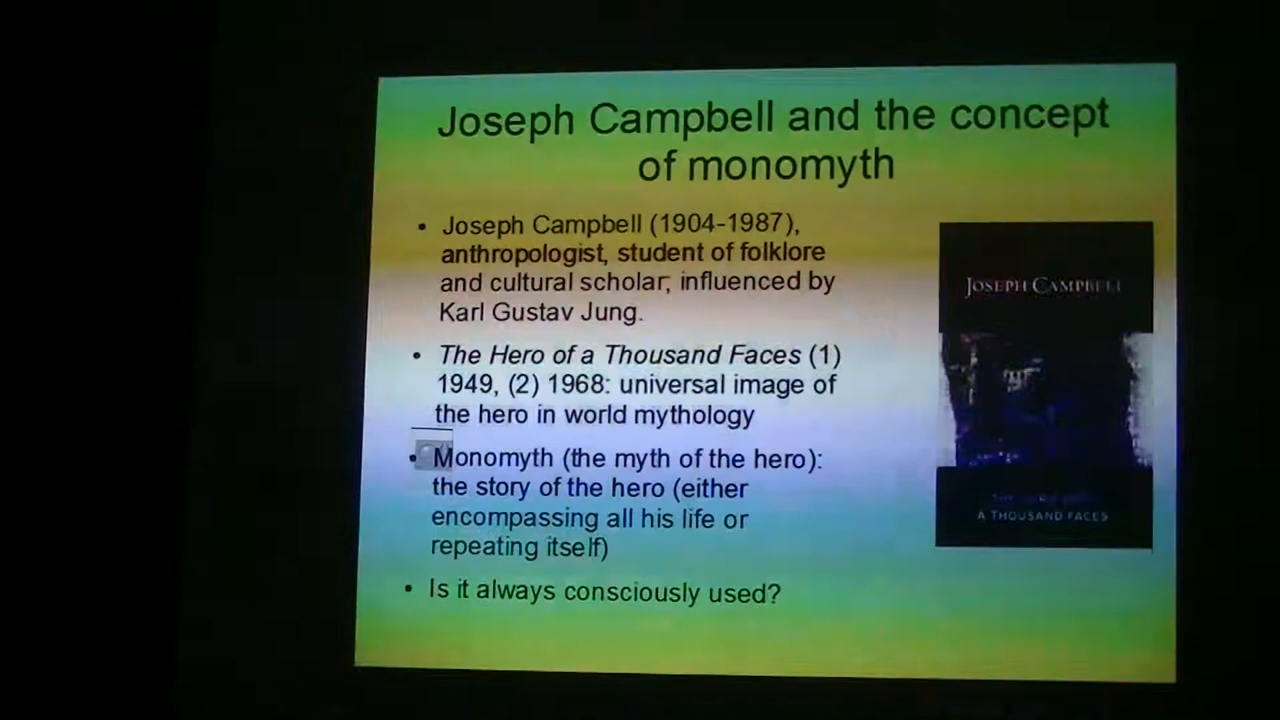 Joseph Campbell and the concept
of monomyth
• Joseph Campbell (1904-1987),
anthropologist, student of folklore
and cultural scholar; influenced by
Karl Gustav Jung.
• The Hero of a Thousand Faces (1)
1949, (2) 1968: universal image of
the hero in world mythology
• Monomyth (the myth of the hero):
the story of the hero (either
encompassing all his life or
repeating itself)
• Is it always consciously used?
JOSEPH CAMPBELL
A THOUSAND FACES